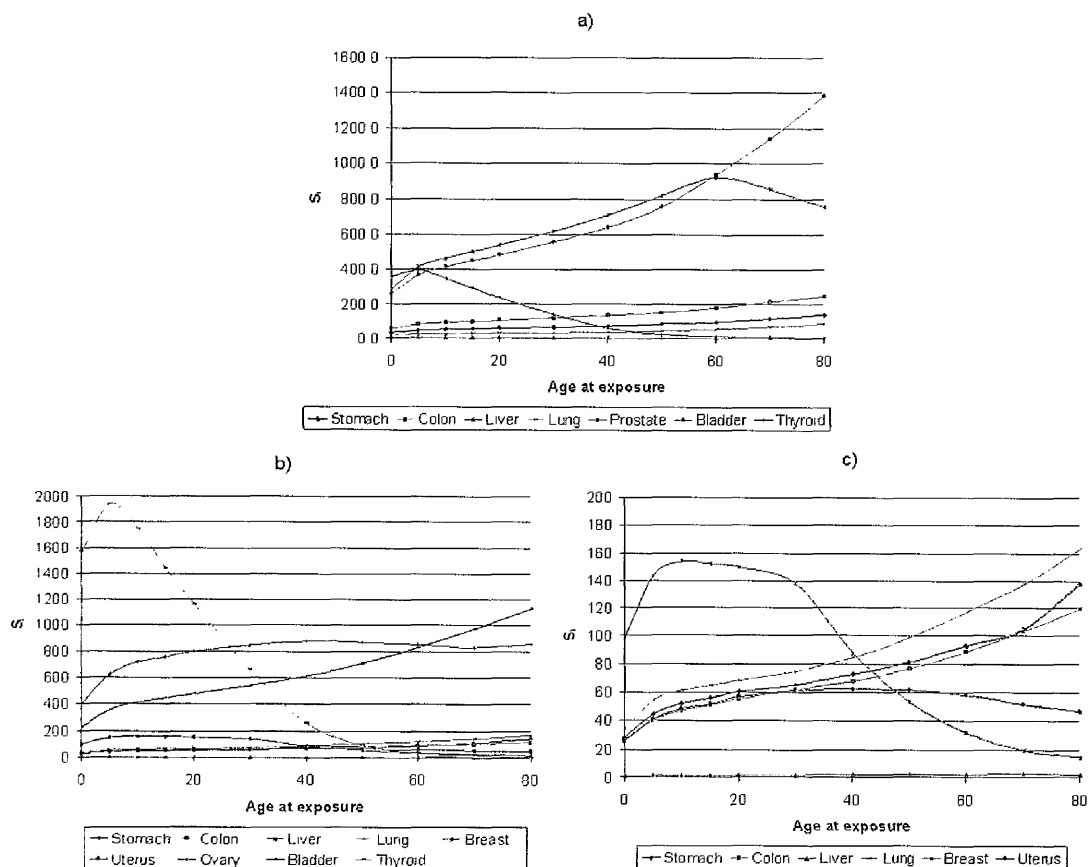 a)
1600 0
1400 0
1200 0
1000 0
800 0
600 0
400 0
200 0
0 0
S
0 20 40 60 80
Age at exposure
Stomach Colon Liver Lung Prostate Bladder Thyroid
b)
2000
1800
1600
1400
1200
1000
800
600
400
200
0
S
0 20 40 60 80
Age at exposure
Stomach Colon Liver Lung Breast
Uterus Ovary Bladder Thyroid
c)
200
180
160
140
120
100
80
60
40
20
0
S
0 20 40 60 80
Age at exposure
Stomach Colon Liver Lung Breast Uterus